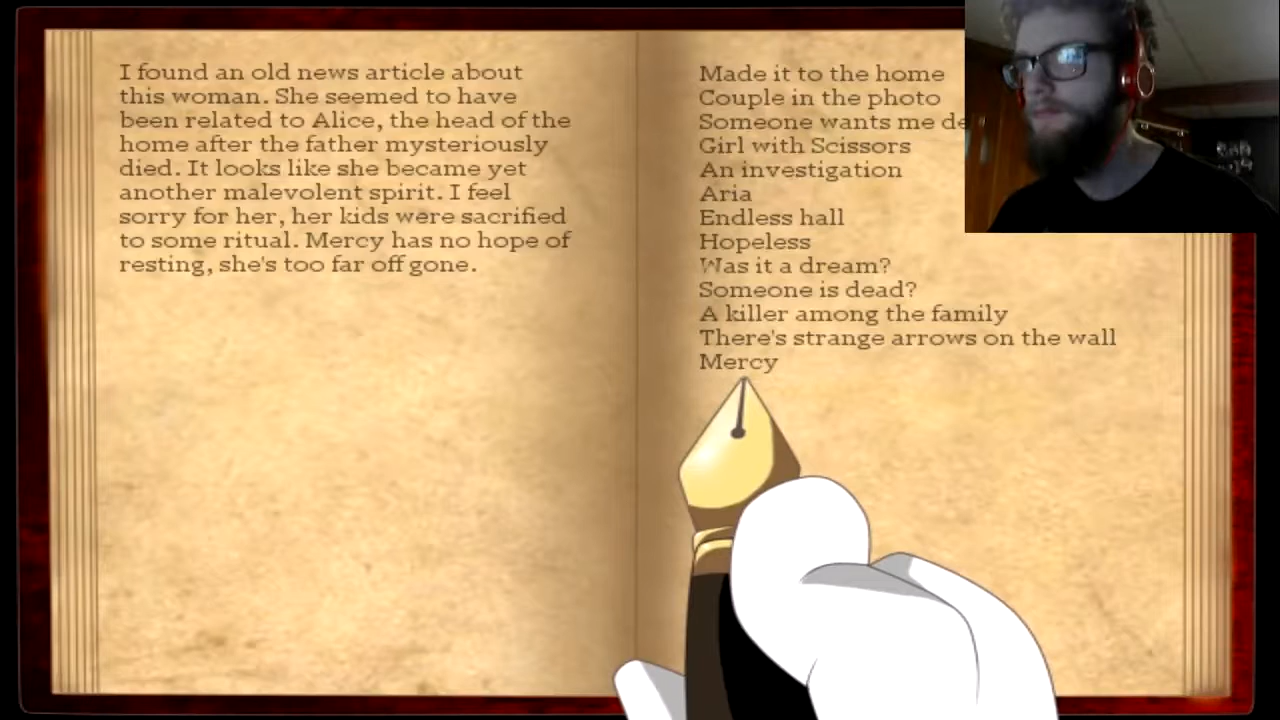 I found an old news article about
this woman. She seemed to have
been related to Alice, the head of the
home after the father mysteriously
died. It looks like she became yet
another malevolent spirit. I feel
sorry for her, her kids were sacrified
to some ritual. Mercy has no hope of
resting, she's too far off gone.
Made it to the home
Couple in the photo
Someone wants me de
Girl with Scissors
An investigation
Aria
Endless hall
Hopeless
Was it a dream?
Someone is dead?
A killer among the family
There's strange arrows on the wall
Mercy